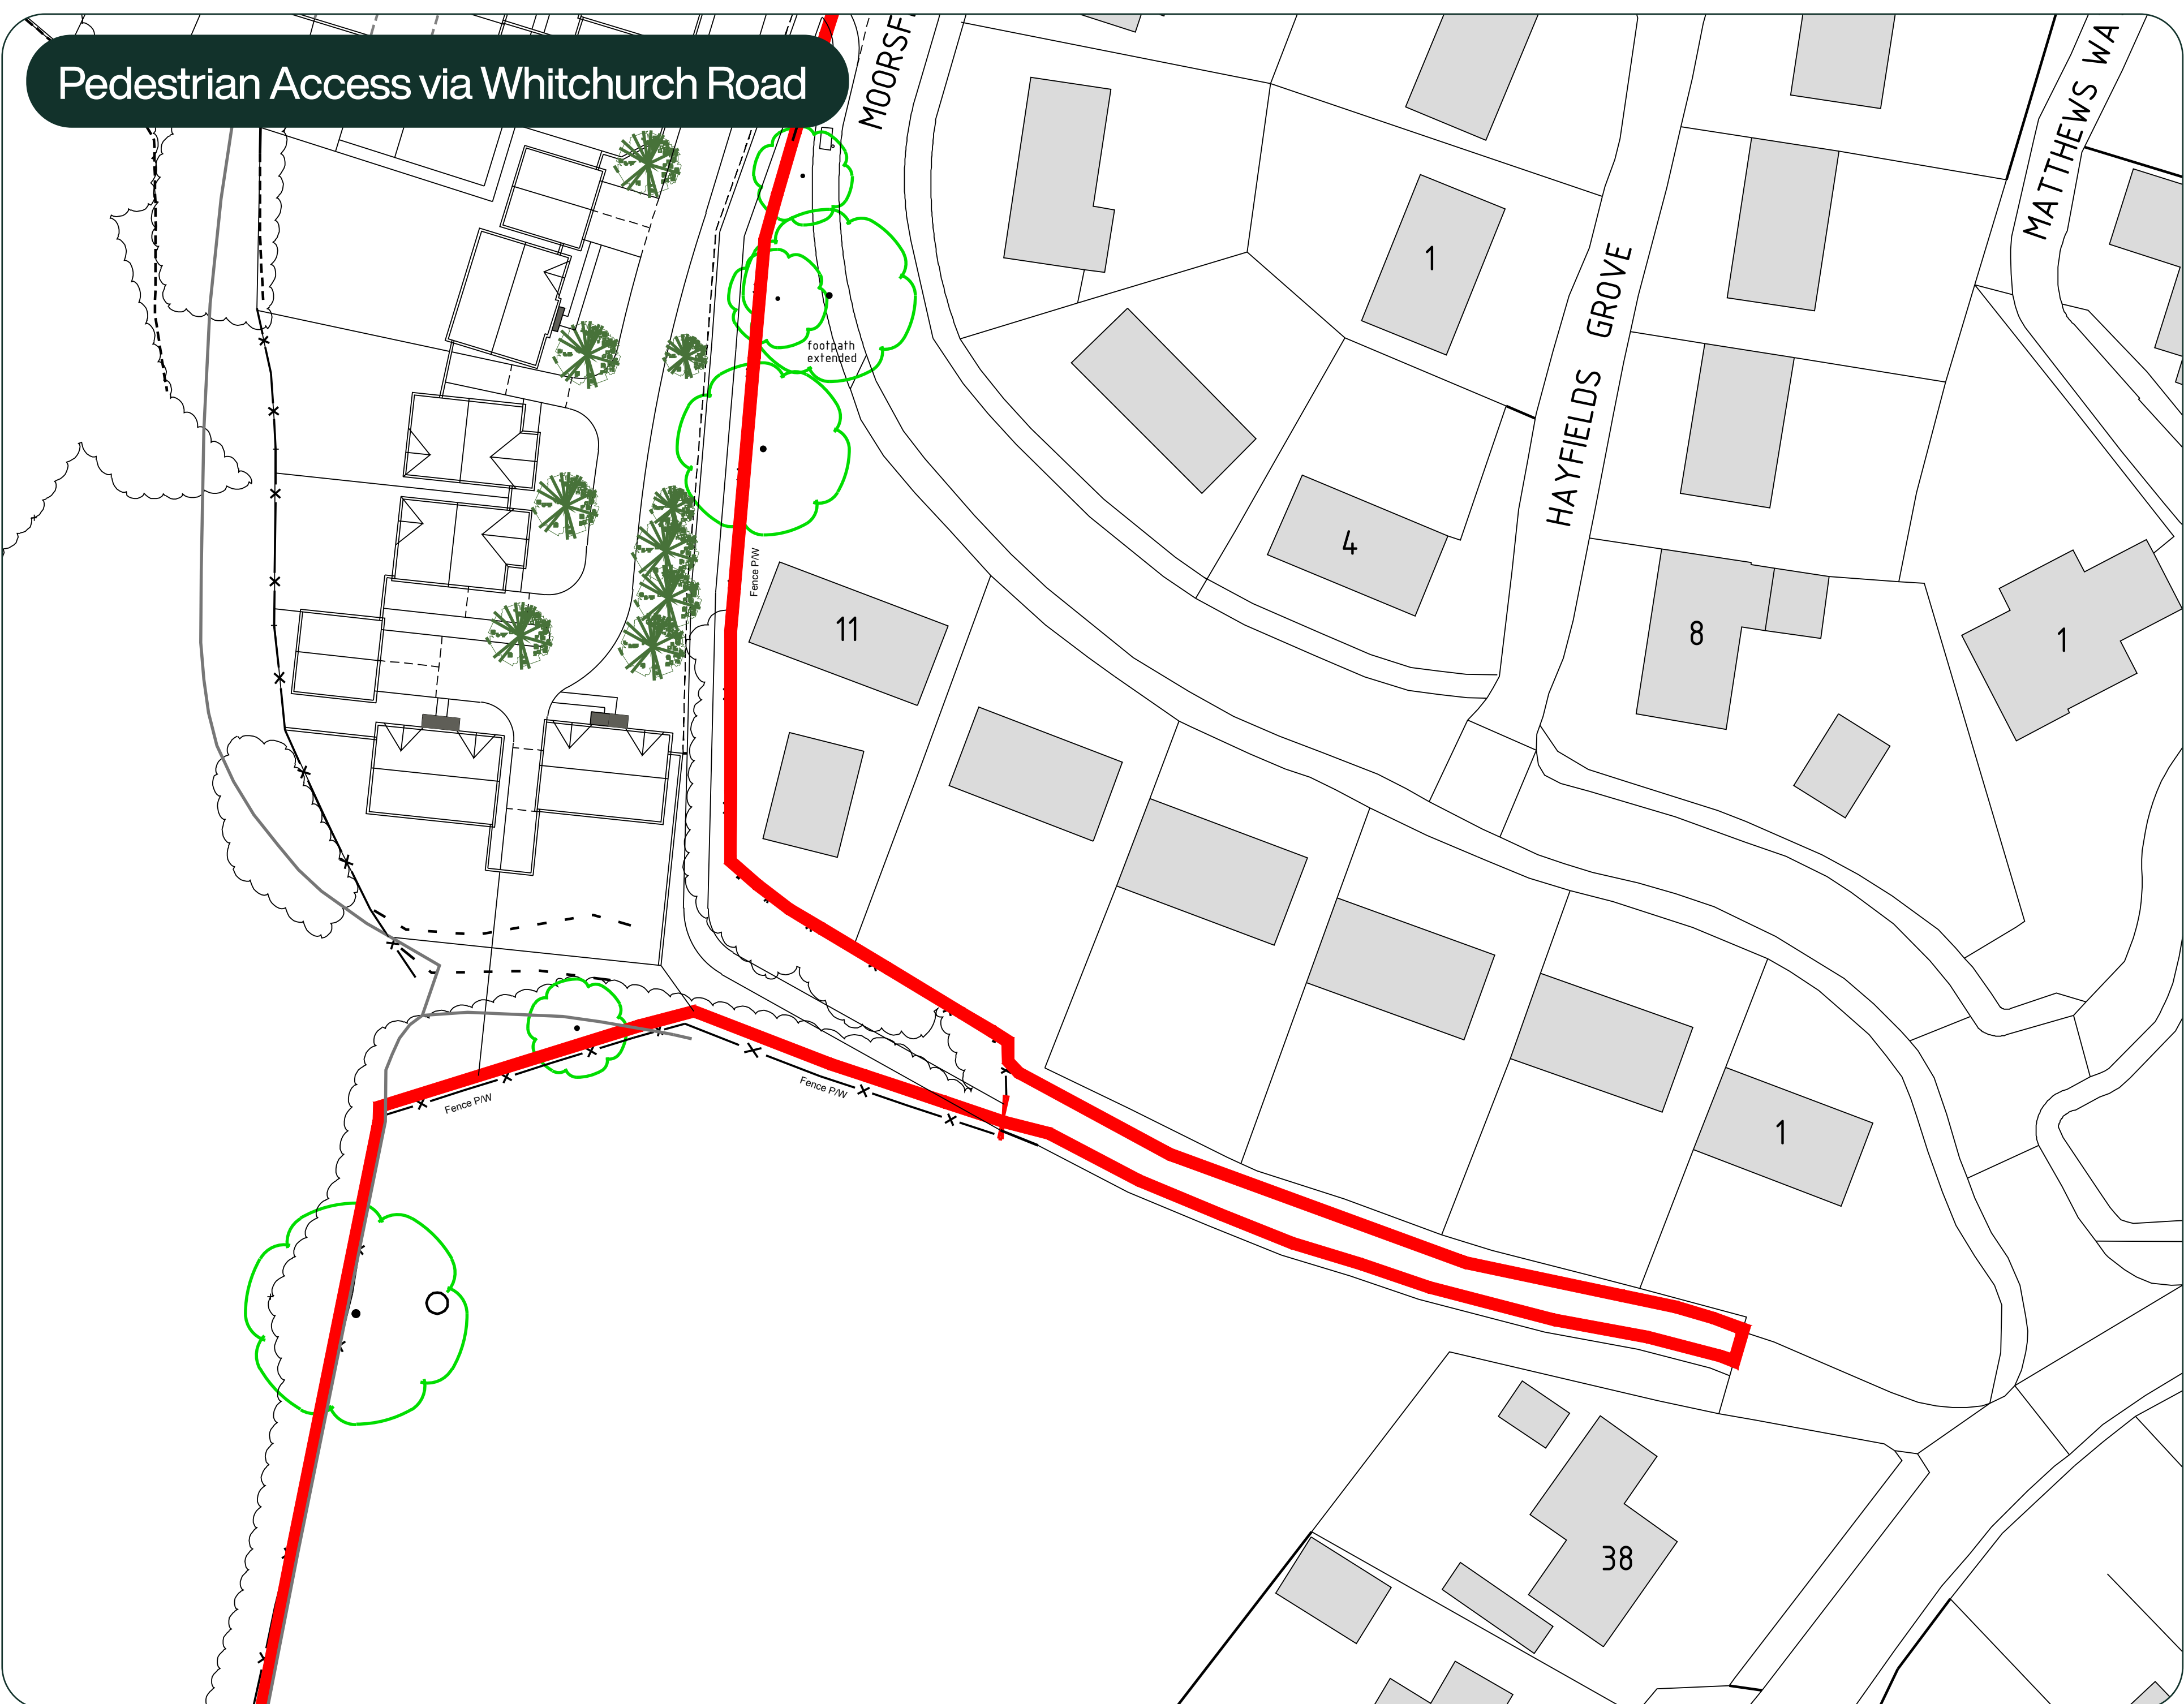 Pedestrian Access via Whitchurch Road
MATTHEWS WA
HAYFIELDS GROVE
1
footpath
extended
4
Fence P/W
11
8
1
Fence P/W
Fence P/W
1
38